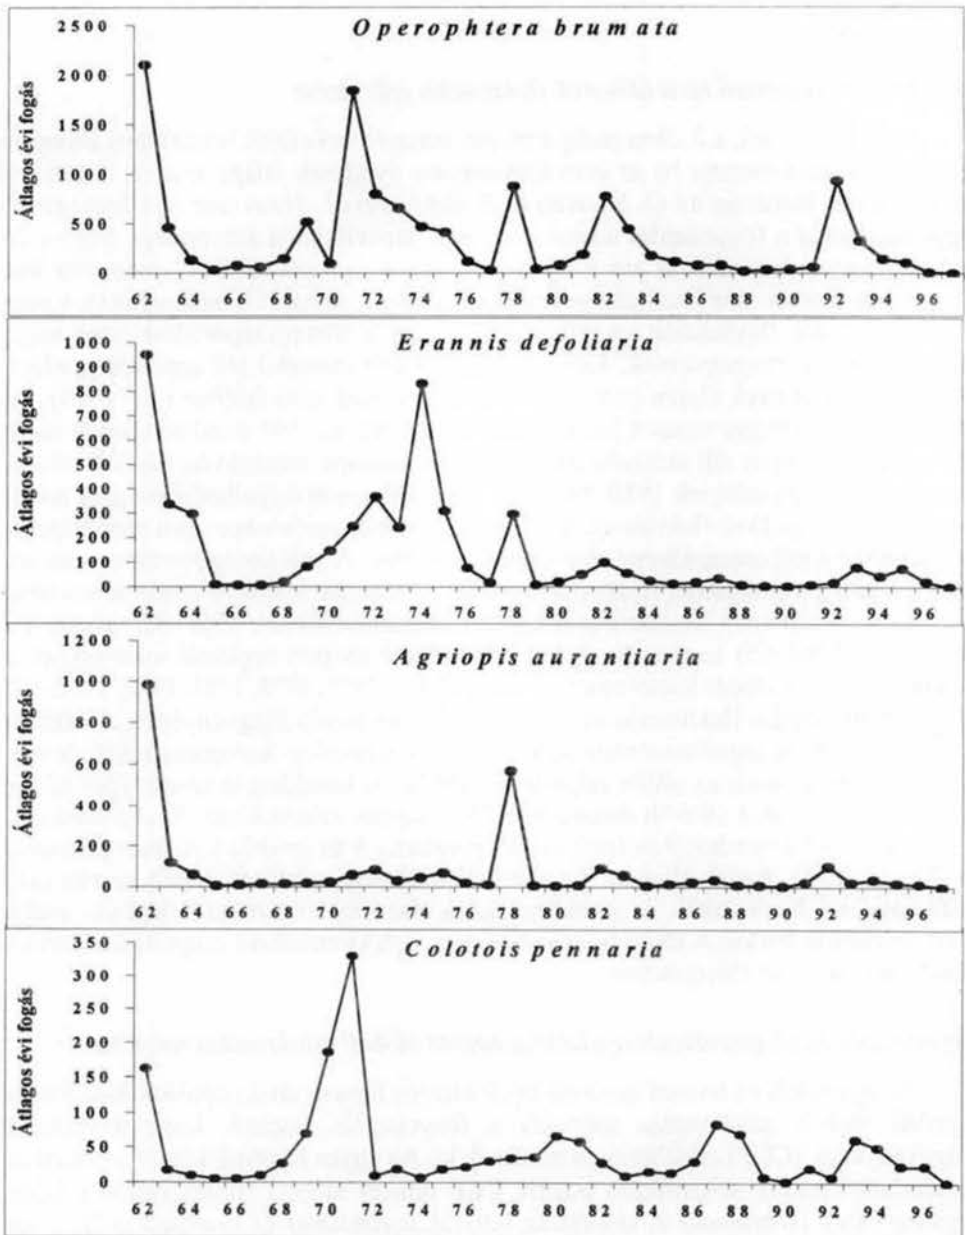 Operophtera brumata
Átlagos évi fogás
2500
2000
1500
1000
500
0
62 64 66 68 70 72 74 76 78 80 82 84 86 88 90 92 94 96
Erannis defoliaria
Átlagos évi fogás
1000
900
800
700
600
500
400
300
200
100
0
62 64 66 68 70 72 74 76 78 80 82 84 86 88 90 92 94 96
Agriopis aurantiaria
Átlagos évi fogás
1200
1000
800
600
400
200
0
62 64 66 68 70 72 74 76 78 80 82 84 86 88 90 92 94 96
Colotois pennaria
Átlagos évi fogás
350
300
250
200
150
100
50
0
62 64 66 68 70 72 74 76 78 80 82 84 86 88 90 92 94 96